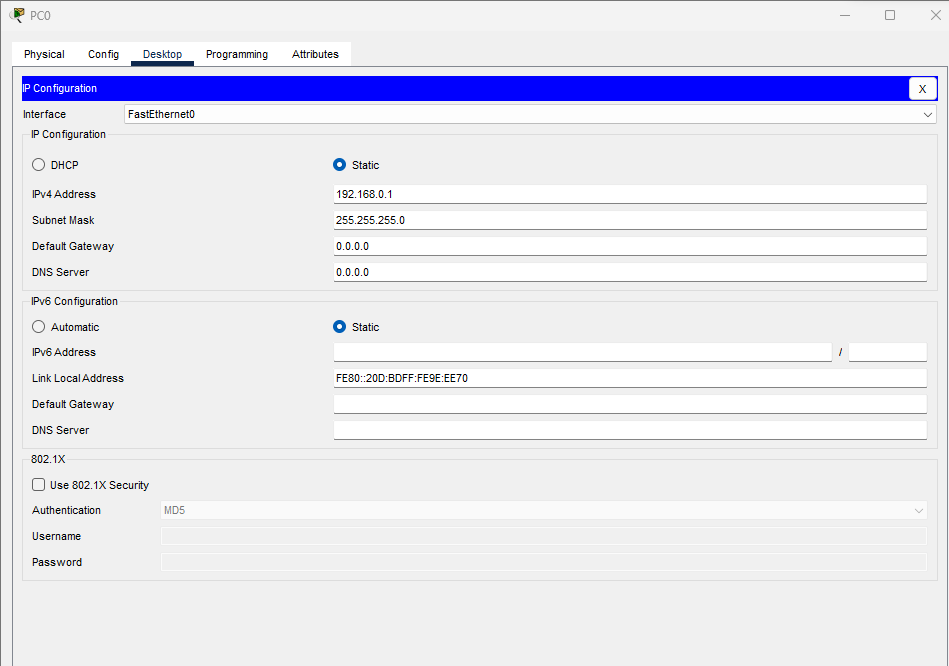 PC0
Physical Config Desktop Programming Attributes
IP Configuration X
Interface FastEthernet0
IP Configuration
DHCP Static
IPv4 Address 192.168.0.1
Subnet Mask 255.255.255.0
Default Gateway 0.0.0.0
DNS Server 0.0.0.0
IPv6 Configuration
Automatic Static
IPv6 Address /
Link Local Address FE80::20D:BDFF:FE9E:EE70
Default Gateway
DNS Server
802.1X
Use 802.1X Security
Authentication MD5
Username
Password